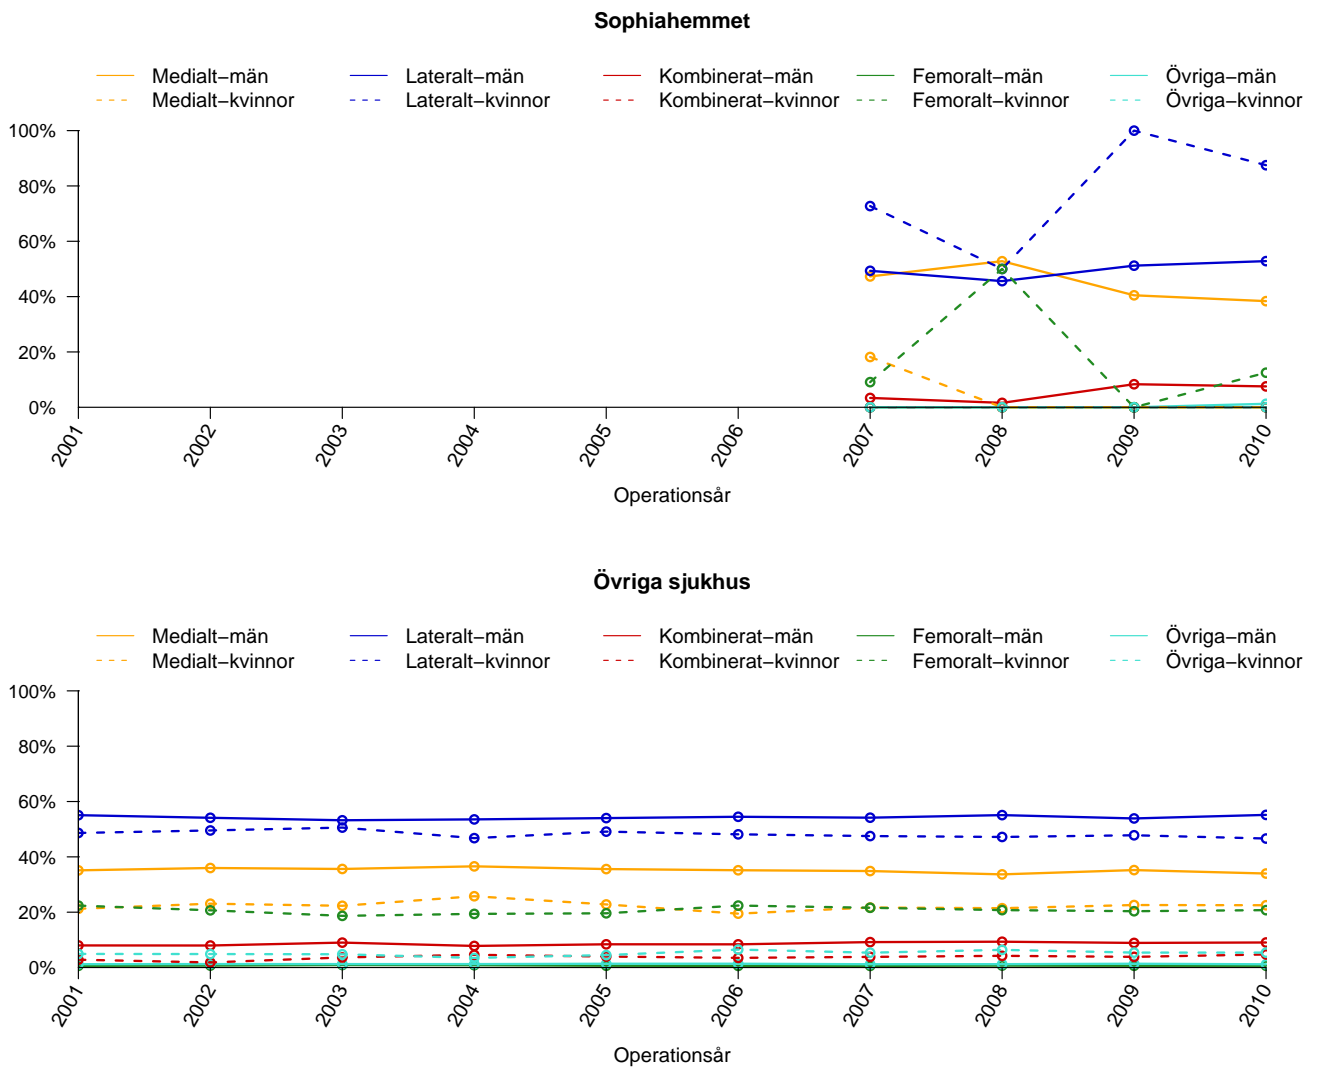 Sophiahemmet
Medialt−män Lateralt−män Kombinerat−män Femoralt−män Övriga−män
Medialt−kvinnor Lateralt−kvinnor Kombinerat−kvinnor Femoralt−kvinnor Övriga−kvinnor
100%
80%
60%
40%
20%
0%
2001 2002 2003 2004 2005 2006 2007 2008 2009 2010
Operationsår
Övriga sjukhus
Medialt−män Lateralt−män Kombinerat−män Femoralt−män Övriga−män
Medialt−kvinnor Lateralt−kvinnor Kombinerat−kvinnor Femoralt−kvinnor Övriga−kvinnor
100%
80%
60%
40%
20%
0%
2001 2002 2003 2004 2005 2006 2007 2008 2009 2010
Operationsår